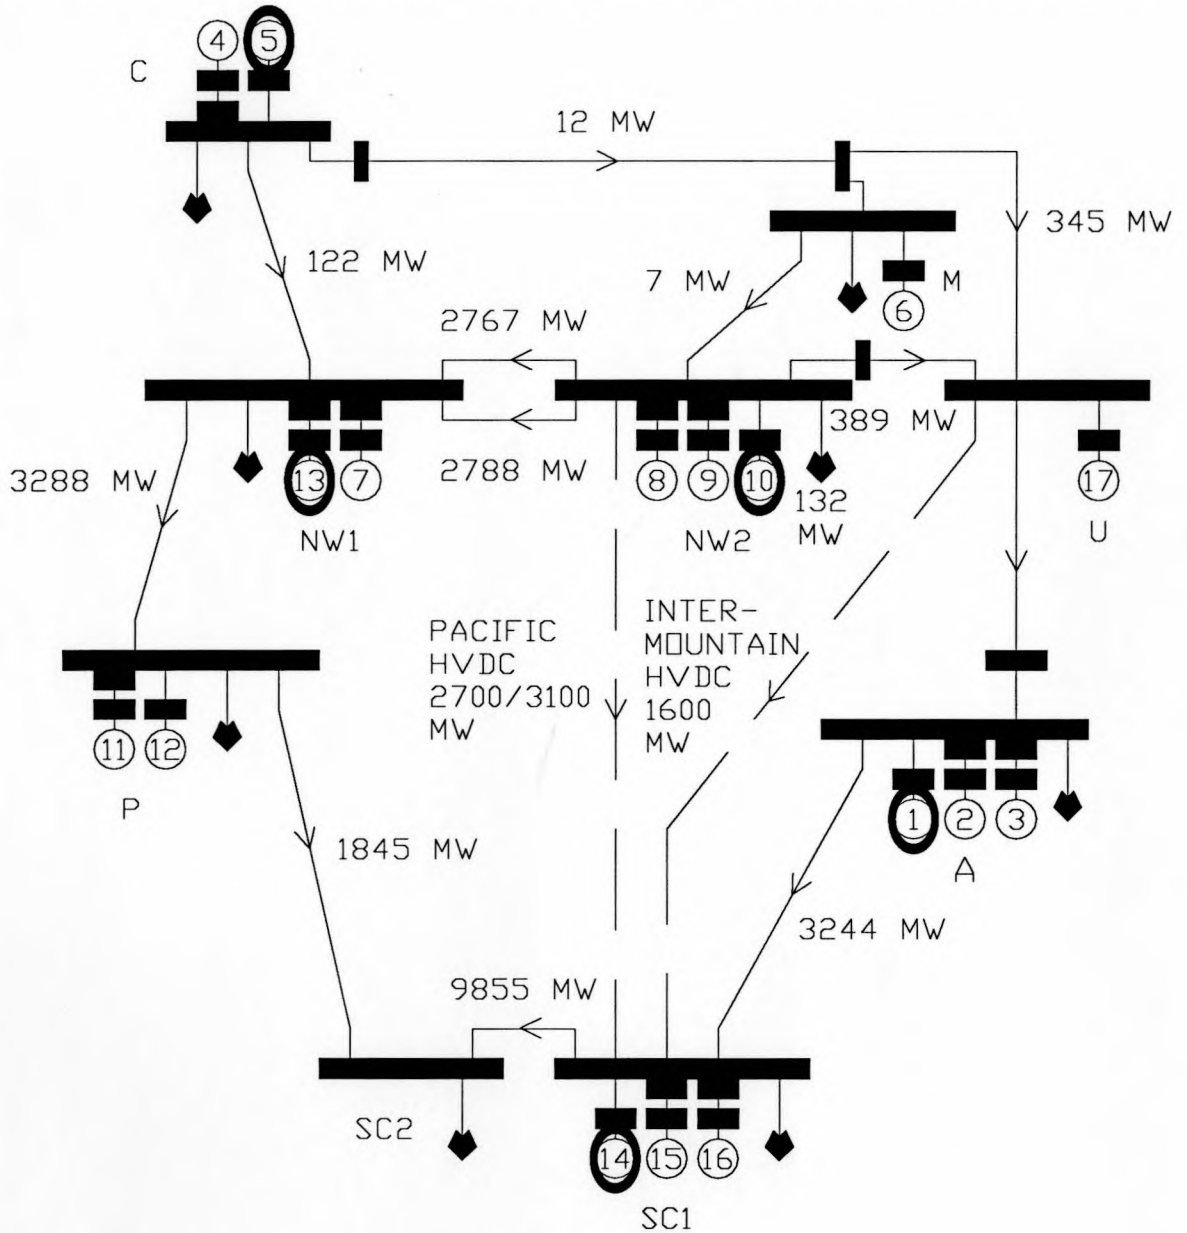 4 5
C
12 MW
345 MW
122 MW
7 MW
6
M
2767 MW
389 MW
3288 MW
13 7
2788 MW
8 9 10
132
MW
17
NW1
NW2
U
PACIFIC
HVDC
2700/3100
MW
INTER-
MOUNTAIN
HVDC
1600
MW
11 12
P
1 2 3
A
1845 MW
3244 MW
9855 MW
SC2
14 15 16
SC1